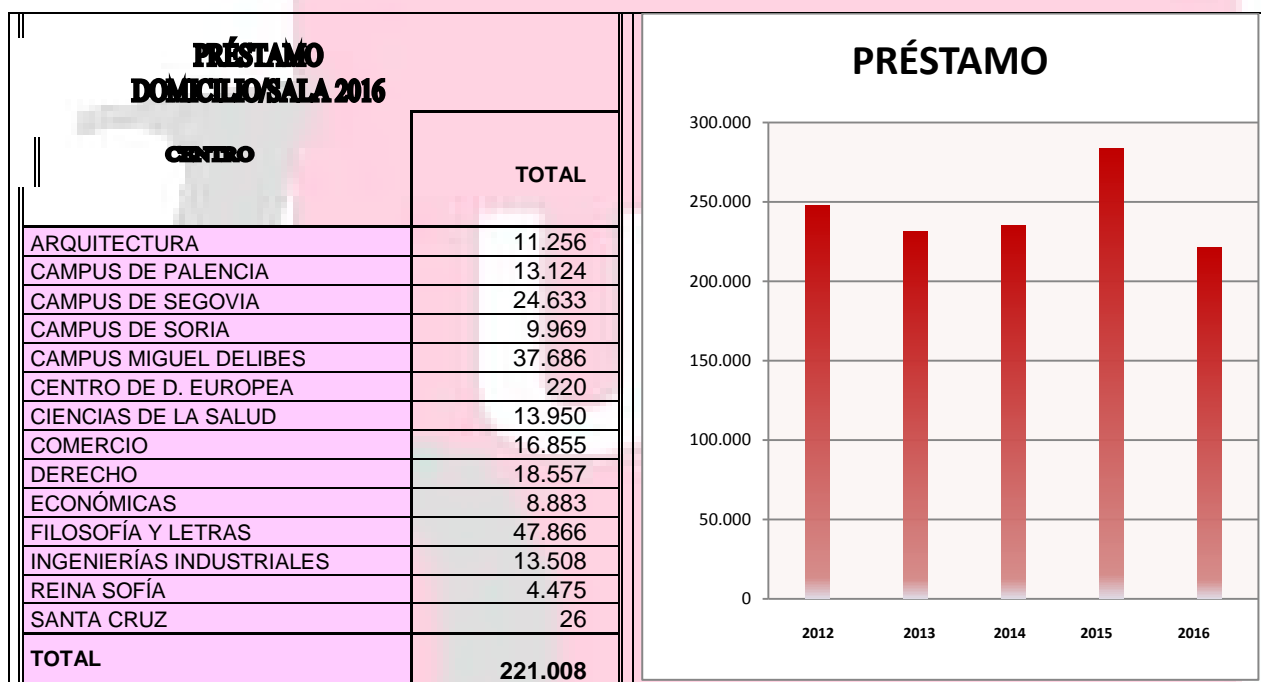 PRÉSTAMO
DOMICILIO/SALA 2016
CENTRO
TOTAL
ARQUITECTURA 11.256
CAMPUS DE PALENCIA 13.124
CAMPUS DE SEGOVIA 24.633
CAMPUS DE SORIA 9.969
CAMPUS MIGUEL DELIBES 37.686
CENTRO DE D. EUROPEA 220
CIENCIAS DE LA SALUD 13.950
COMERCIO 16.855
DERECHO 18.557
ECONÓMICAS 8.883
FILOSOFÍA Y LETRAS 47.866
INGENIERÍAS INDUSTRIALES 13.508
REINA SOFÍA 4.475
SANTA CRUZ 26
TOTAL 221.008
PRÉSTAMO
300.000
250.000
200.000
150.000
100.000
50.000
0
2012 2013 2014 2015 2016